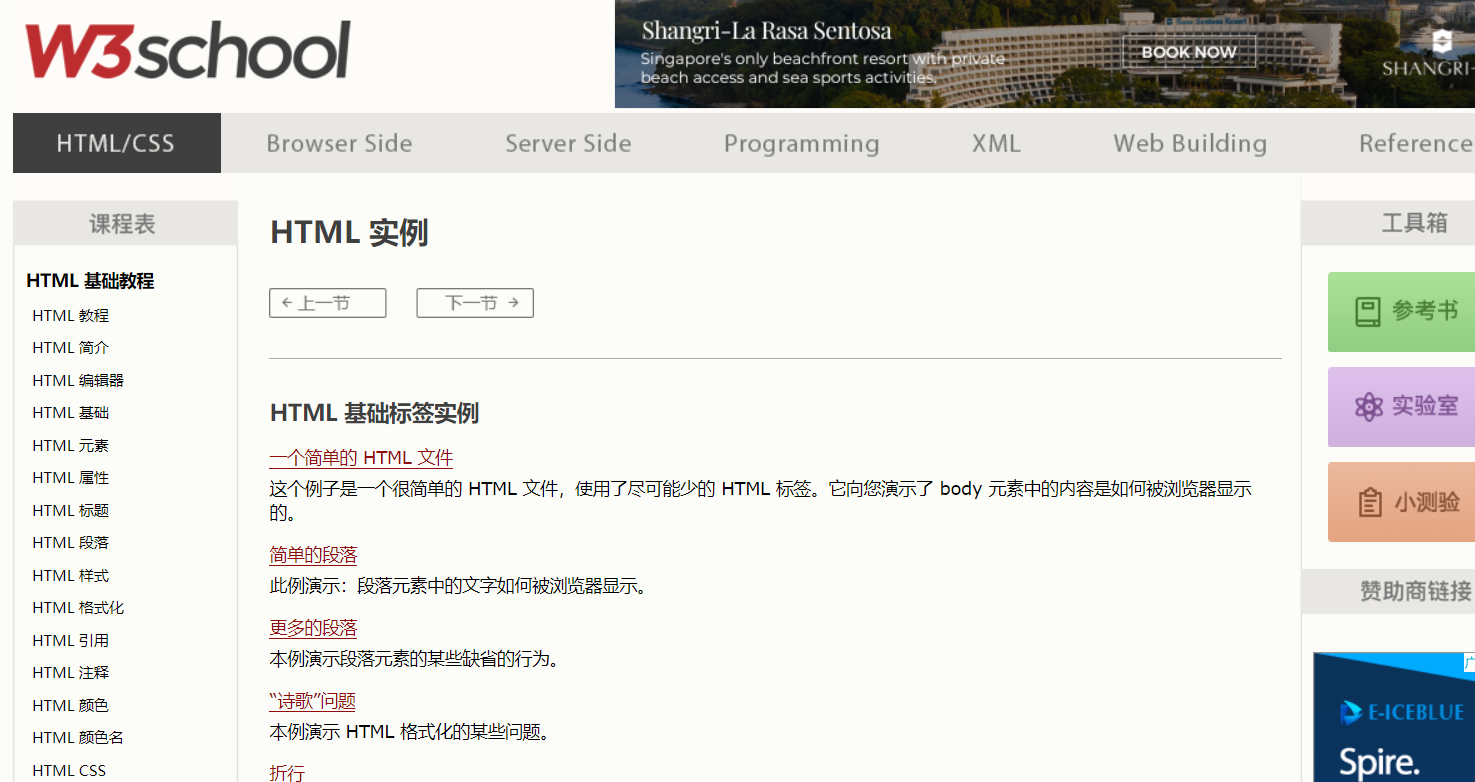 W3school
Shangri-La Rasa Sentosa
Singapore's only beachfront resort with private
beach access and sea sports activities.
BOOK NOW
SHANGRI-
HTML/CSS
Browser Side
Server Side
Programming
XML
Web Building
Reference
课程表
HTML 基础教程
HTML 教程
HTML 简介
HTML 编辑器
HTML 基础
HTML 元素
HTML 属性
HTML 标题
HTML 段落
HTML 样式
HTML 格式化
HTML 引用
HTML 注释
HTML 颜色
HTML 颜色名
HTML CSS
HTML 实例
← 上一节
下一节 →
HTML 基础标签实例
一个简单的 HTML 文件
这个例子是一个很简单的 HTML 文件，使用了尽可能少的 HTML 标签。它向您演示了 body 元素中的内容是如何被浏览器显示
的。
简单的段落
此例演示：段落元素中的文字如何被浏览器显示。
更多的段落
本例演示段落元素的某些缺省的行为。
“诗歌”问题
本例演示 HTML 格式化的某些问题。
折行
工具箱
参考书
实验室
小测验
赞助商链接
E-ICEBLUE
Spire.